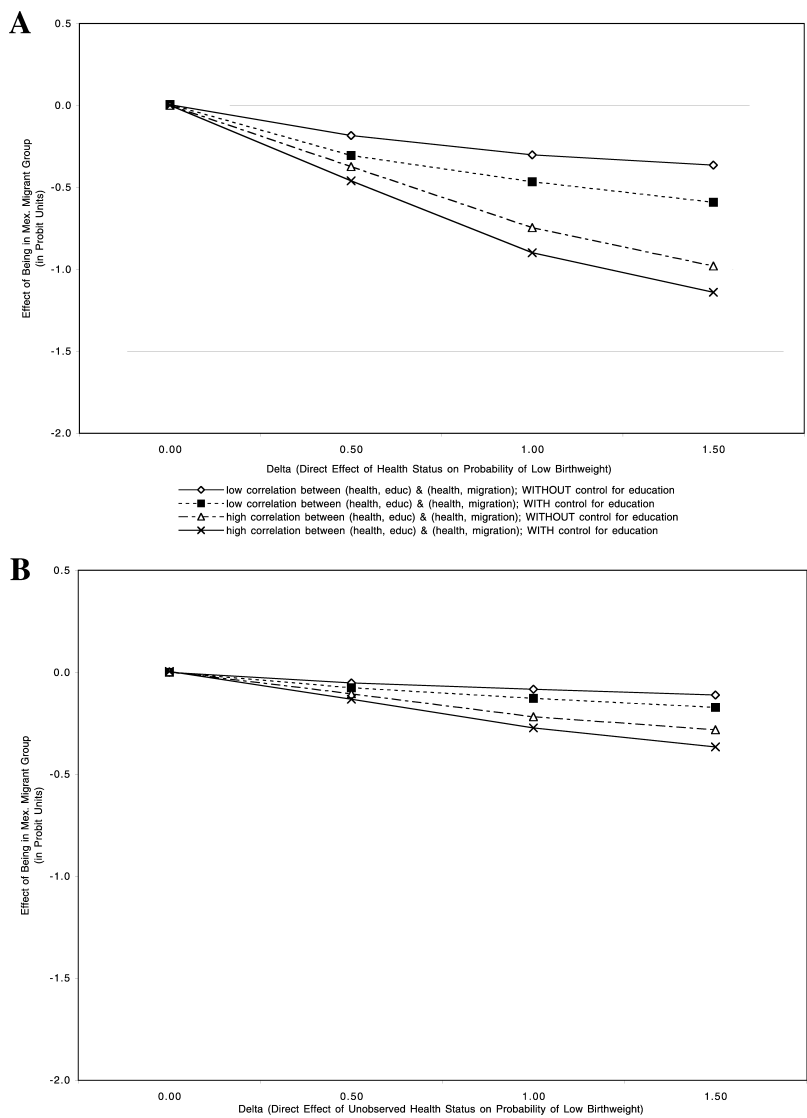 A
0.5
0.0
-0.5
-1.0
-1.5
-2.0
Effect of Being in Mex. Migrant Group
(in Probit Units)
0.00 0.50 1.00 1.50
Delta (Direct Effect of Health Status on Probability of Low Birthweight)
low correlation between (health, educ) & (health, migration); WITHOUT control for education
low correlation between (health, educ) & (health, migration); WITH control for education
high correlation between (health, educ) & (health, migration); WITHOUT control for education
high correlation between (health, educ) & (health, migration); WITH control for education
B
0.5
0.0
-0.5
-1.0
-1.5
-2.0
Effect of Being in Mex. Migrant Group
(in Probit Units)
0.00 0.50 1.00 1.50
Delta (Direct Effect of Unobserved Health Status on Probability of Low Birthweight)